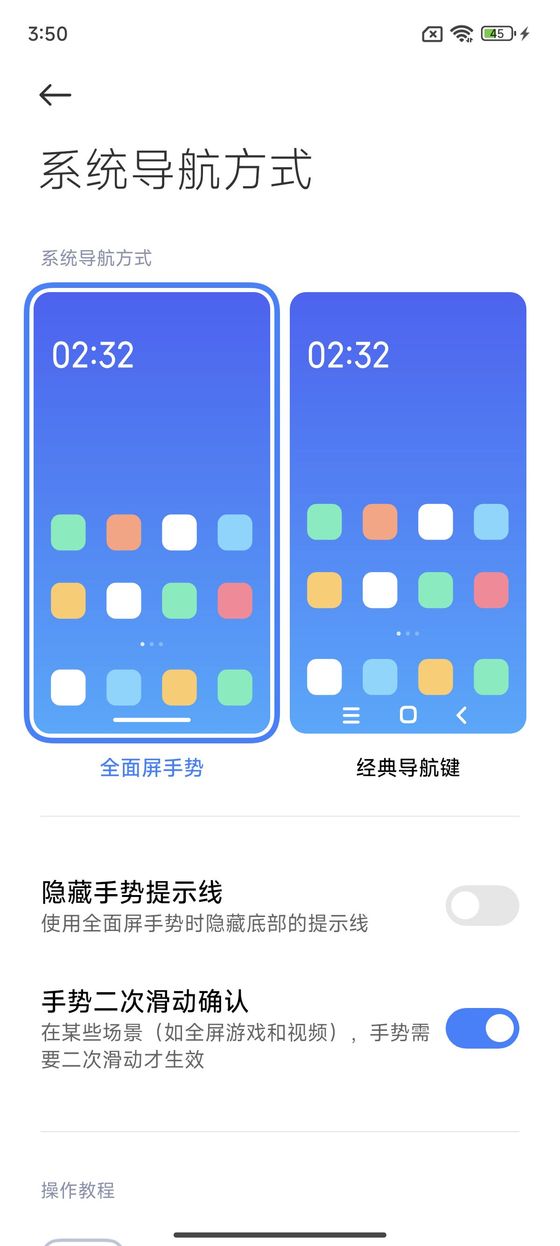 3:50
45
系统导航方式
系统导航方式
02:32
02:32
全面屏手势
经典导航键
隐藏手势提示线
使用全面屏手势时隐藏底部的提示线
手势二次滑动确认
在某些场景（如全屏游戏和视频），手势需
要二次滑动才生效
操作教程